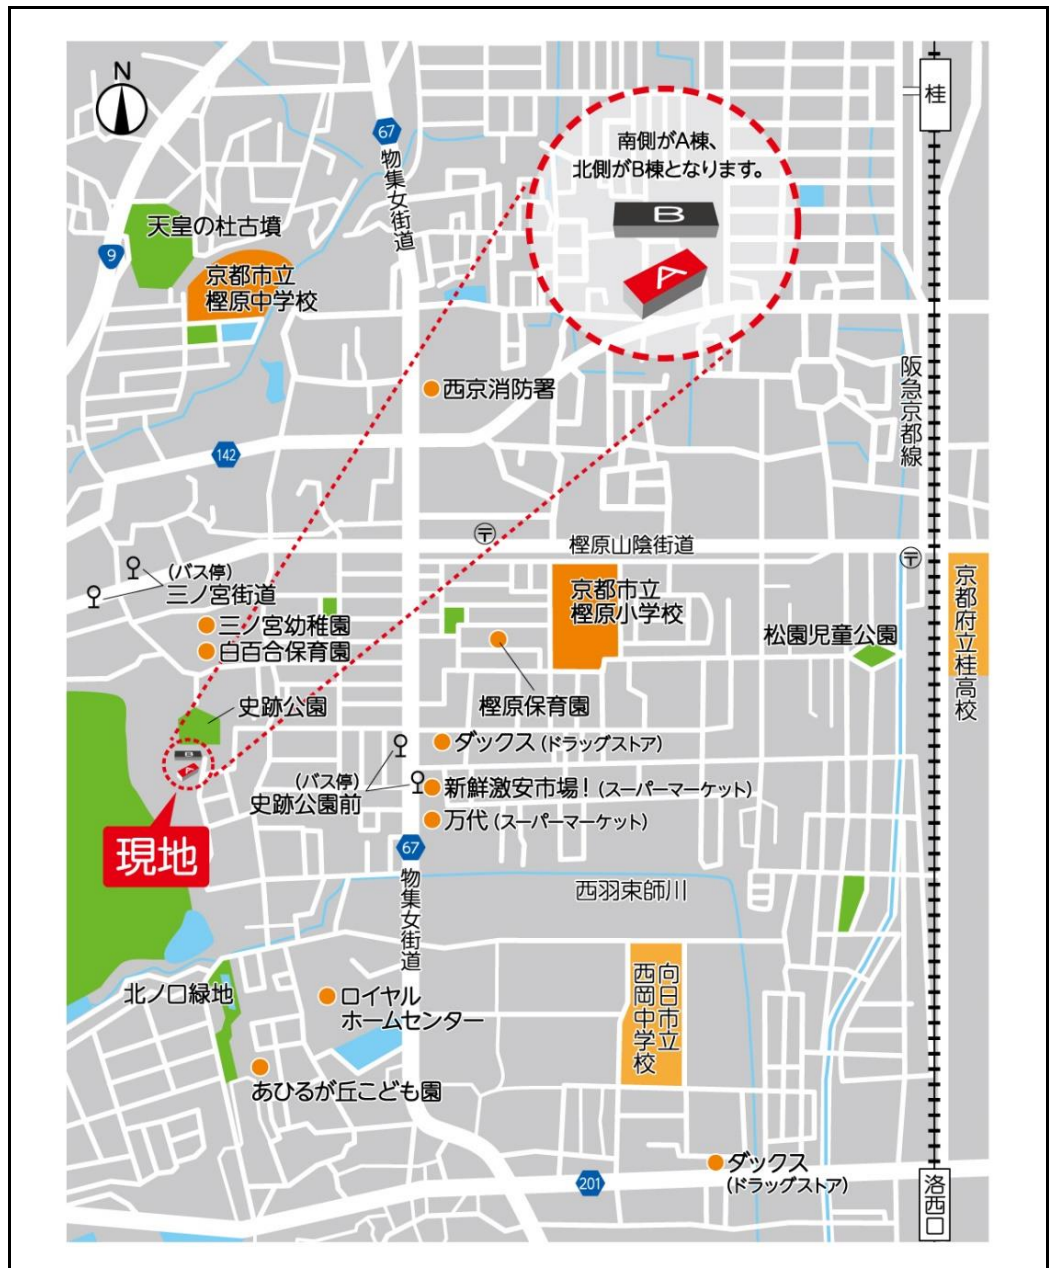 N
67
物集女街道
桂
南側がA棟、
北側がB棟となります。
B
A
天皇の杜古墳
9
京都市立
樫原中学校
阪急京都線
西京消防署
142
〒
樫原山陰街道
〒
(バス停)
三ノ宮街道
京都市立
樫原小学校
京都府立桂高校
三ノ宮幼稚園
白百合保育園
松園児童公園
史跡公園
樫原保育園
B
A
ダックス(ドラッグストア)
(バス停)
史跡公園前
新鮮激安市場!(スーパーマーケット)
万代(スーパーマーケット)
現地
67
物集女街道
西羽束師川
北ノ口緑地
ロイヤル
ホームセンター
向日市立
西岡中学校
あひるが丘こども園
ダックス
(ドラッグストア)
201
洛西口